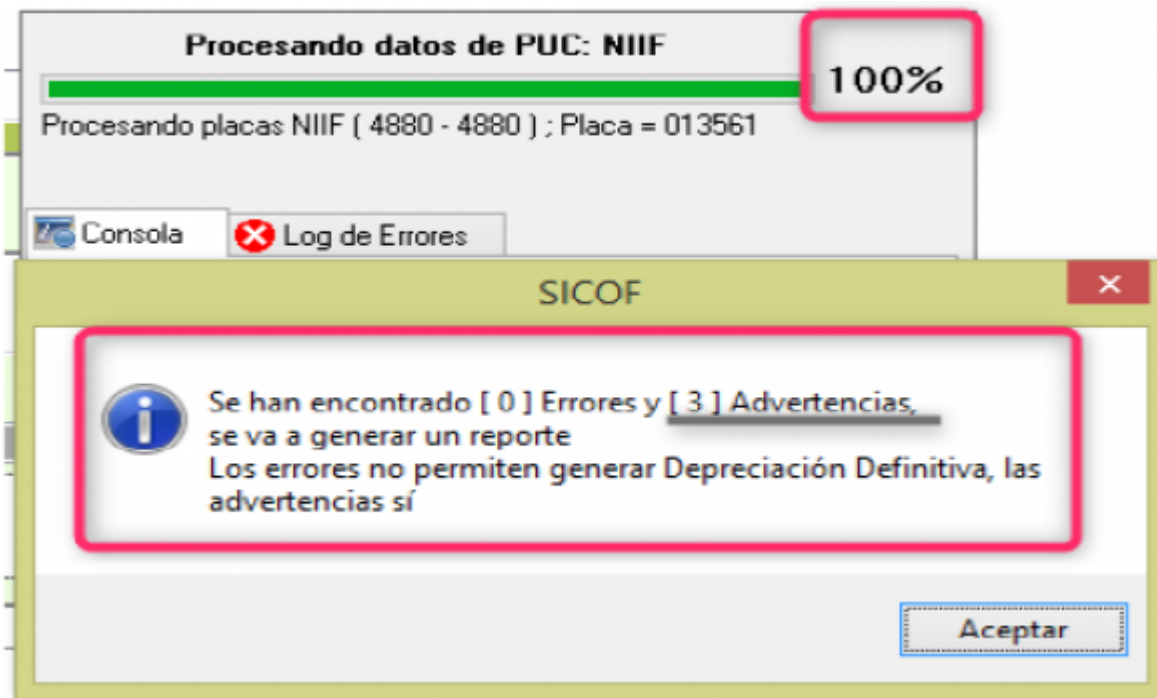 Procesando datos de PUC: NIIF
100%
Procesando placas NIIF ( 4880 - 4880 ) ; Placa = 013561
Consola
Log de Errores
SICOF
Se han encontrado [ 0 ] Errores y [ 3 ] Advertencias,
se va a generar un reporte
Los errores no permiten generar Depreciación Definitiva, las
advertencias sí
Aceptar